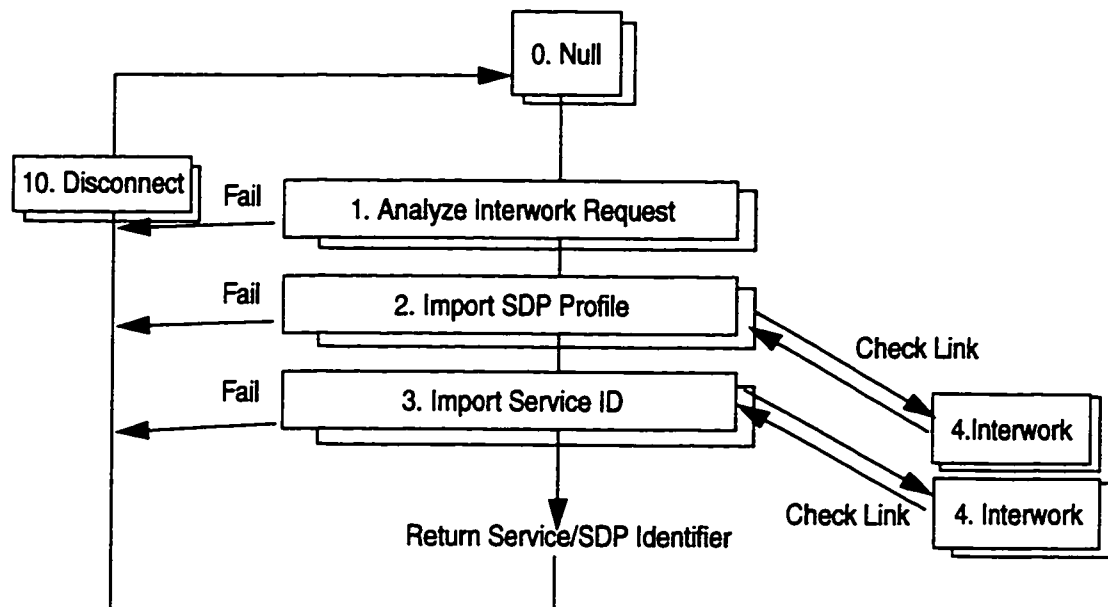 0. Null
10. Disconnect
Fail
1. Analyze Interwork Request
Fail
2. Import SDP Profile
Check Link
Fail
3. Import Service ID
4.Interwork
4. Interwork
Check Link
Return Service/SDP Identifier